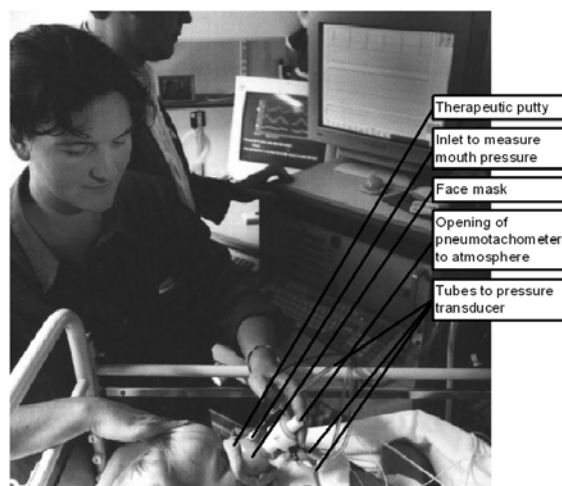 Therapeutic putty
Inlet to measure
mouth pressure
Face mask
Opening of
pneumotachometer
to atmosphere
Tubes to pressure
transducer